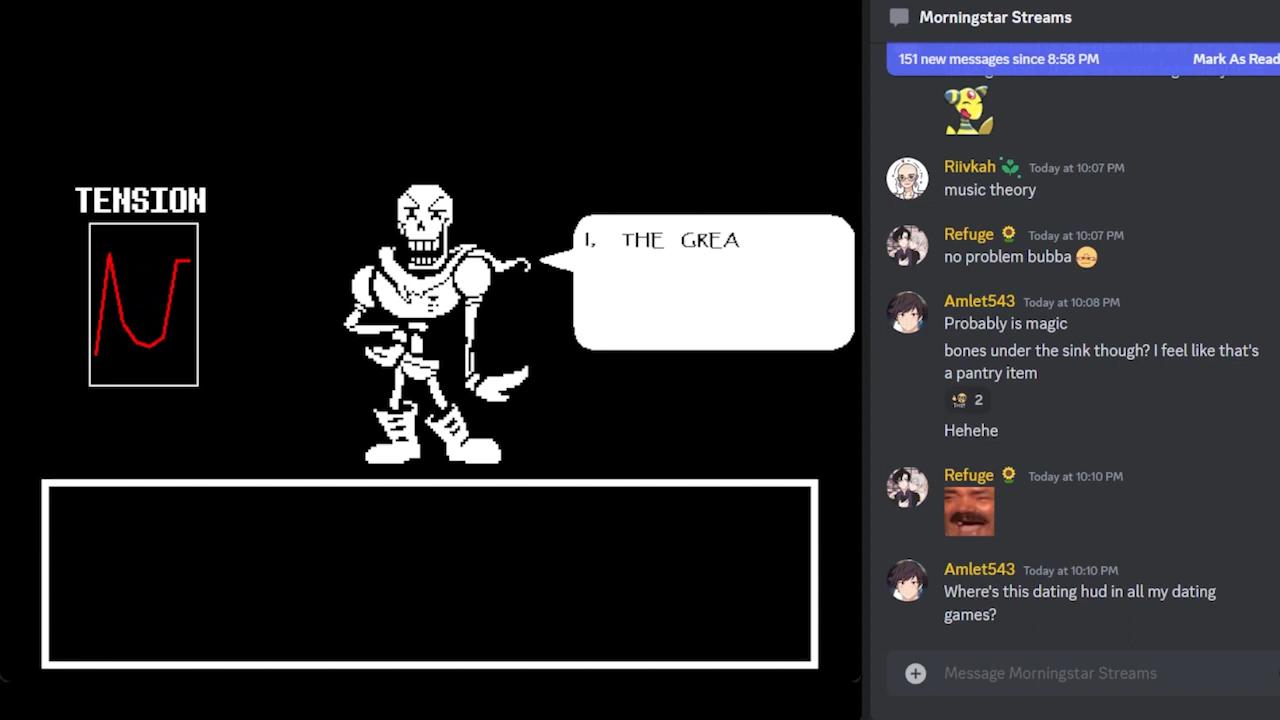 TENSION
I, THE GREA
Morningstar Streams
151 new messages since 8:58 PM
Mark As Read
Riivkah Today at 10:07 PM
music theory
Refuge Today at 10:07 PM
no problem bubba
Amlet543 Today at 10:08 PM
Probably is magic
bones under the sink though? I feel like that's
a pantry item
2
Hehehe
Refuge Today at 10:10 PM
Amlet543 Today at 10:10 PM
Where's this dating hud in all my dating
games?
Message Morningstar Streams